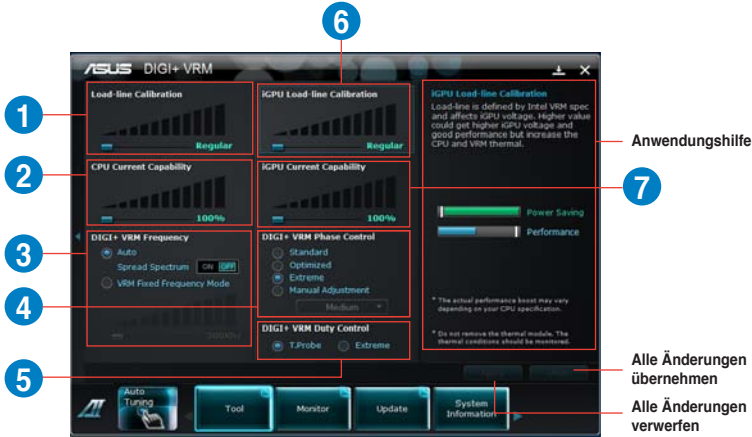 6
ASUS DIGI+ VRM
1
Load-line Calibration
Regular
iGPU Load-line Calibration
Regular
iGPU Load-line Calibration
Load-line is defined by Intel VRM spec
and affects iGPU voltage. Higher value
could get higher iGPU voltage and
good performance but increase the
CPU and VRM thermal.
Anwendungshilfe
2
CPU Current Capability
100%
iGPU Current Capability
100%
7
Power Saving
Performance
3
DIGI+ VRM Frequency
Auto
Spread Spectrum ON OFF
VRM Fixed Frequency Mode
4
DIGI+ VRM Phase Control
Standard
Optimized
Extreme
Manual Adjustment
Medium
* The actual performance boost may vary
depending on your CPU specification.
* Do not remove the thermal module. The
thermal conditions should be monitored.
5
DIGI+ VRM Duty Control
T.Probe Extreme
Alle Änderungen
übernehmen
Auto
Tuning
Tool
Monitor
Update
System
Information
Alle Änderungen
verwerfen